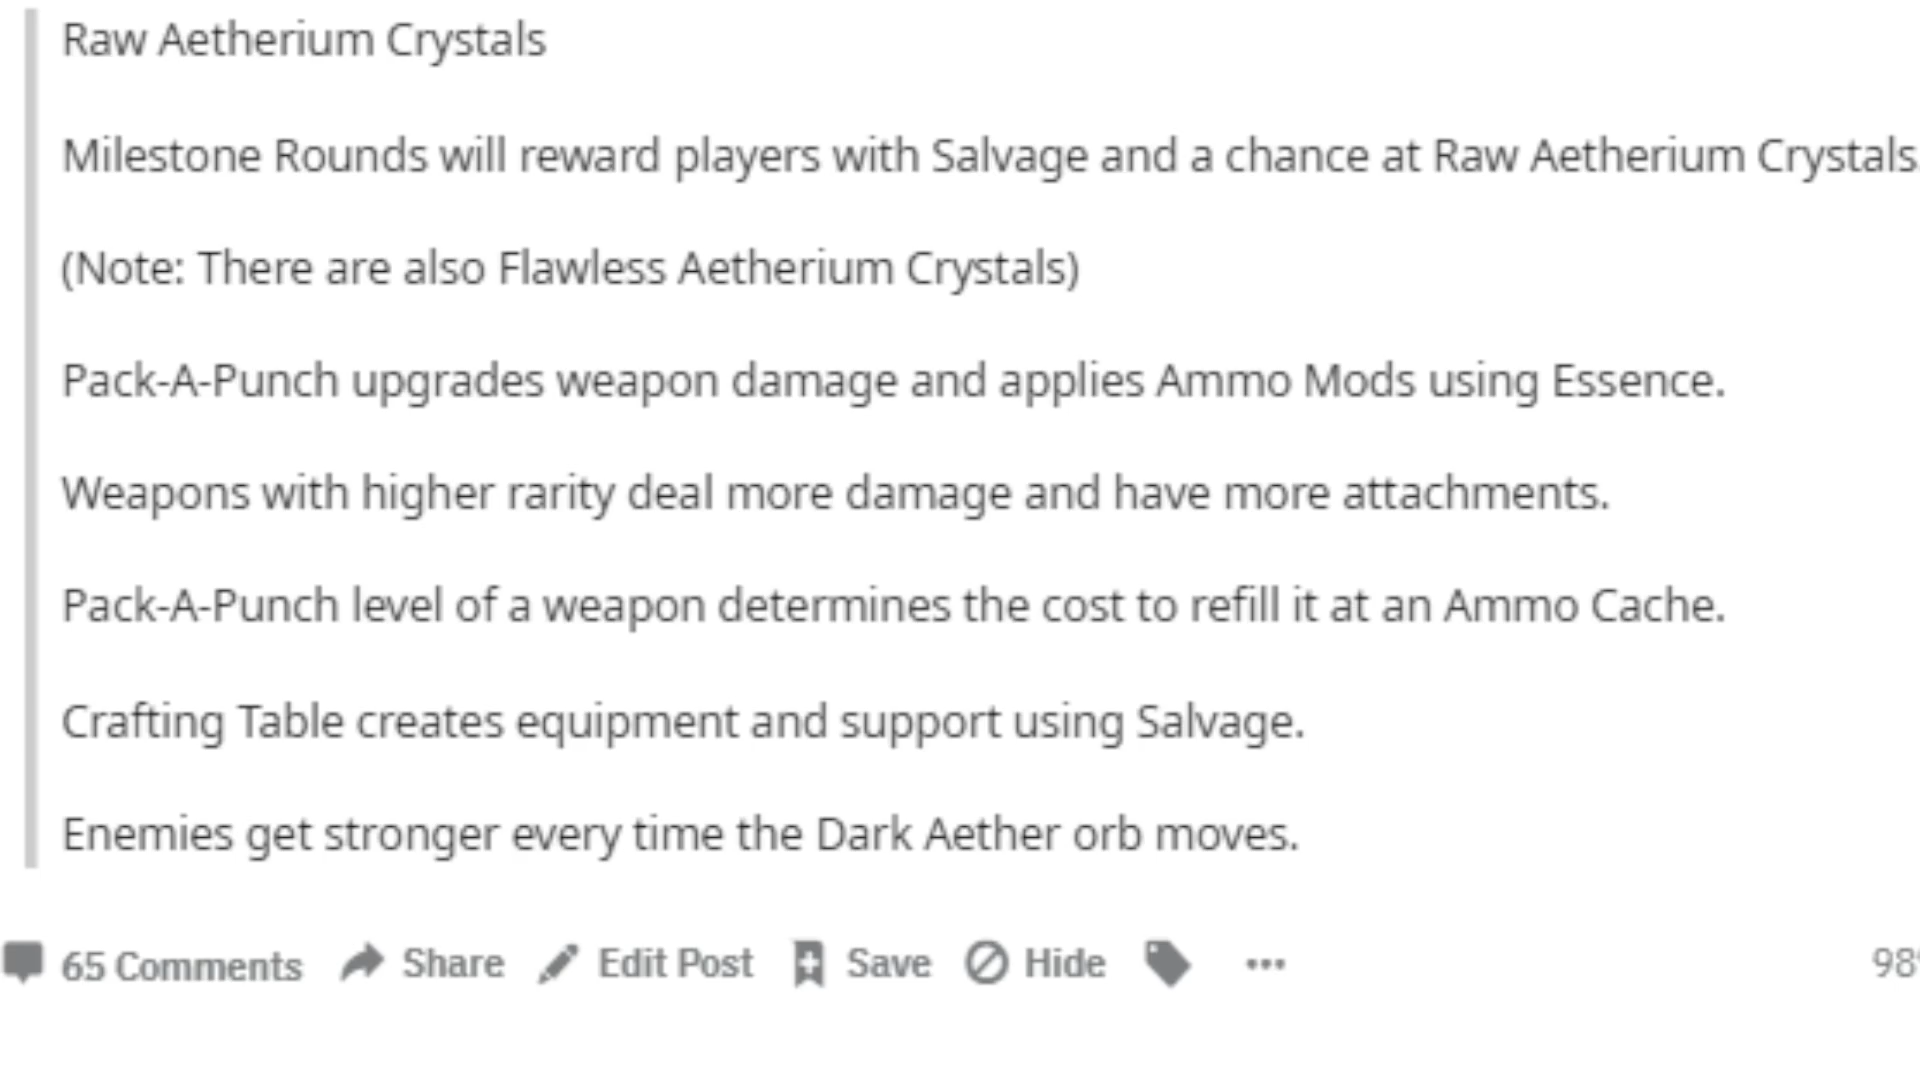 Raw Aetherium Crystals
Milestone Rounds will reward players with Salvage and a chance at Raw Aetherium Crystals.
(Note: There are also Flawless Aetherium Crystals)
Pack-A-Punch upgrades weapon damage and applies Ammo Mods using Essence.
Weapons with higher rarity deal more damage and have more attachments.
Pack-A-Punch level of a weapon determines the cost to refill it at an Ammo Cache.
Crafting Table creates equipment and support using Salvage.
Enemies get stronger every time the Dark Aether orb moves.
65 Comments Share Edit Post Save Hide ••• 98